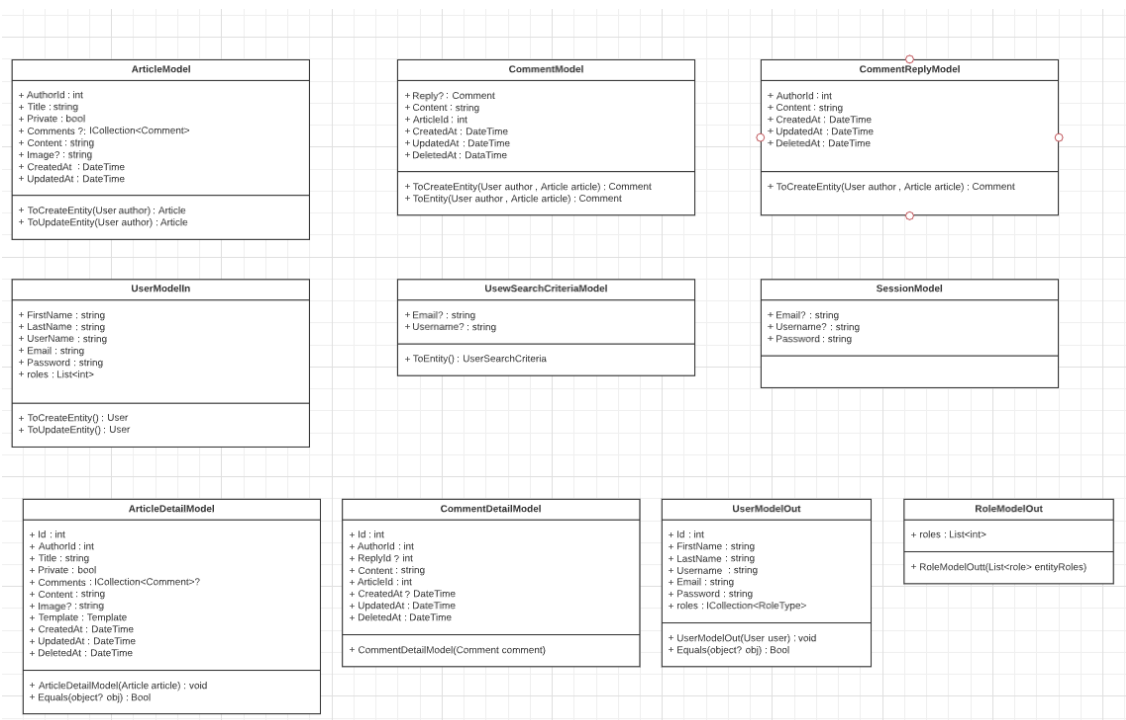 ArticleModel
+ AuthorId : int
+ Title : string
+ Private : bool
+ Comments ?: ICollection<Comment>
+ Content : string
+ Image? : string
+ CreatedAt : DateTime
+ UpdatedAt : DateTime
+ ToCreateEntity(User author) : Article
+ ToUpdateEntity(User author) : Article
CommentModel
+ Reply? : Comment
+ Content : string
+ ArticleId : int
+ CreatedAt : DateTime
+ UpdatedAt : DateTime
+ DeletedAt : DataTime
+ ToCreateEntity(User author , Article article) : Comment
+ ToEntity(User author , Article article) : Comment
CommentReplyModel
+ AuthorId : int
+ Content : string
+ CreatedAt : DateTime
+ UpdatedAt : DateTime
+ DeletedAt : DateTime
+ ToCreateEntity(User author , Article article) : Comment
UserModelIn
+ FirstName : string
+ LastName : string
+ UserName : string
+ Email : string
+ Password : string
+ roles : List<int>
+ ToCreateEntity() : User
+ ToUpdateEntity() : User
UsewSearchCriteriaModel
+ Email? : string
+ Username? : string
+ ToEntity() : UserSearchCriteria
SessionModel
+ Email? : string
+ Username? : string
+ Password : string
ArticleDetailModel
+ Id : int
+ AuthorId : int
+ Title : string
+ Private : bool
+ Comments : ICollection<Comment>?
+ Content : string
+ Image? : string
+ Template : Template
+ CreatedAt : DateTime
+ UpdatedAt : DateTime
+ DeletedAt : DateTime
+ ArticleDetailModel(Article article) : void
+ Equals(object? obj) : Bool
CommentDetailModel
+ Id : int
+ AuthorId : int
+ ReplyId ? int
+ Content : string
+ ArticleId : int
+ CreatedAt ? DateTime
+ UpdatedAt : DateTime
+ DeletedAt : DateTime
+ CommentDetailModel(Comment comment)
UserModelOut
+ Id : int
+ FirstName : string
+ LastName : string
+ Username : string
+ Email : string
+ Password : string
+ roles : ICollection<RoleType>
+ UserModelOut(User user) : void
+ Equals(object? obj) : Bool
RoleModelOut
+ roles : List<int>
+ RoleModelOutt(List<role> entityRoles)